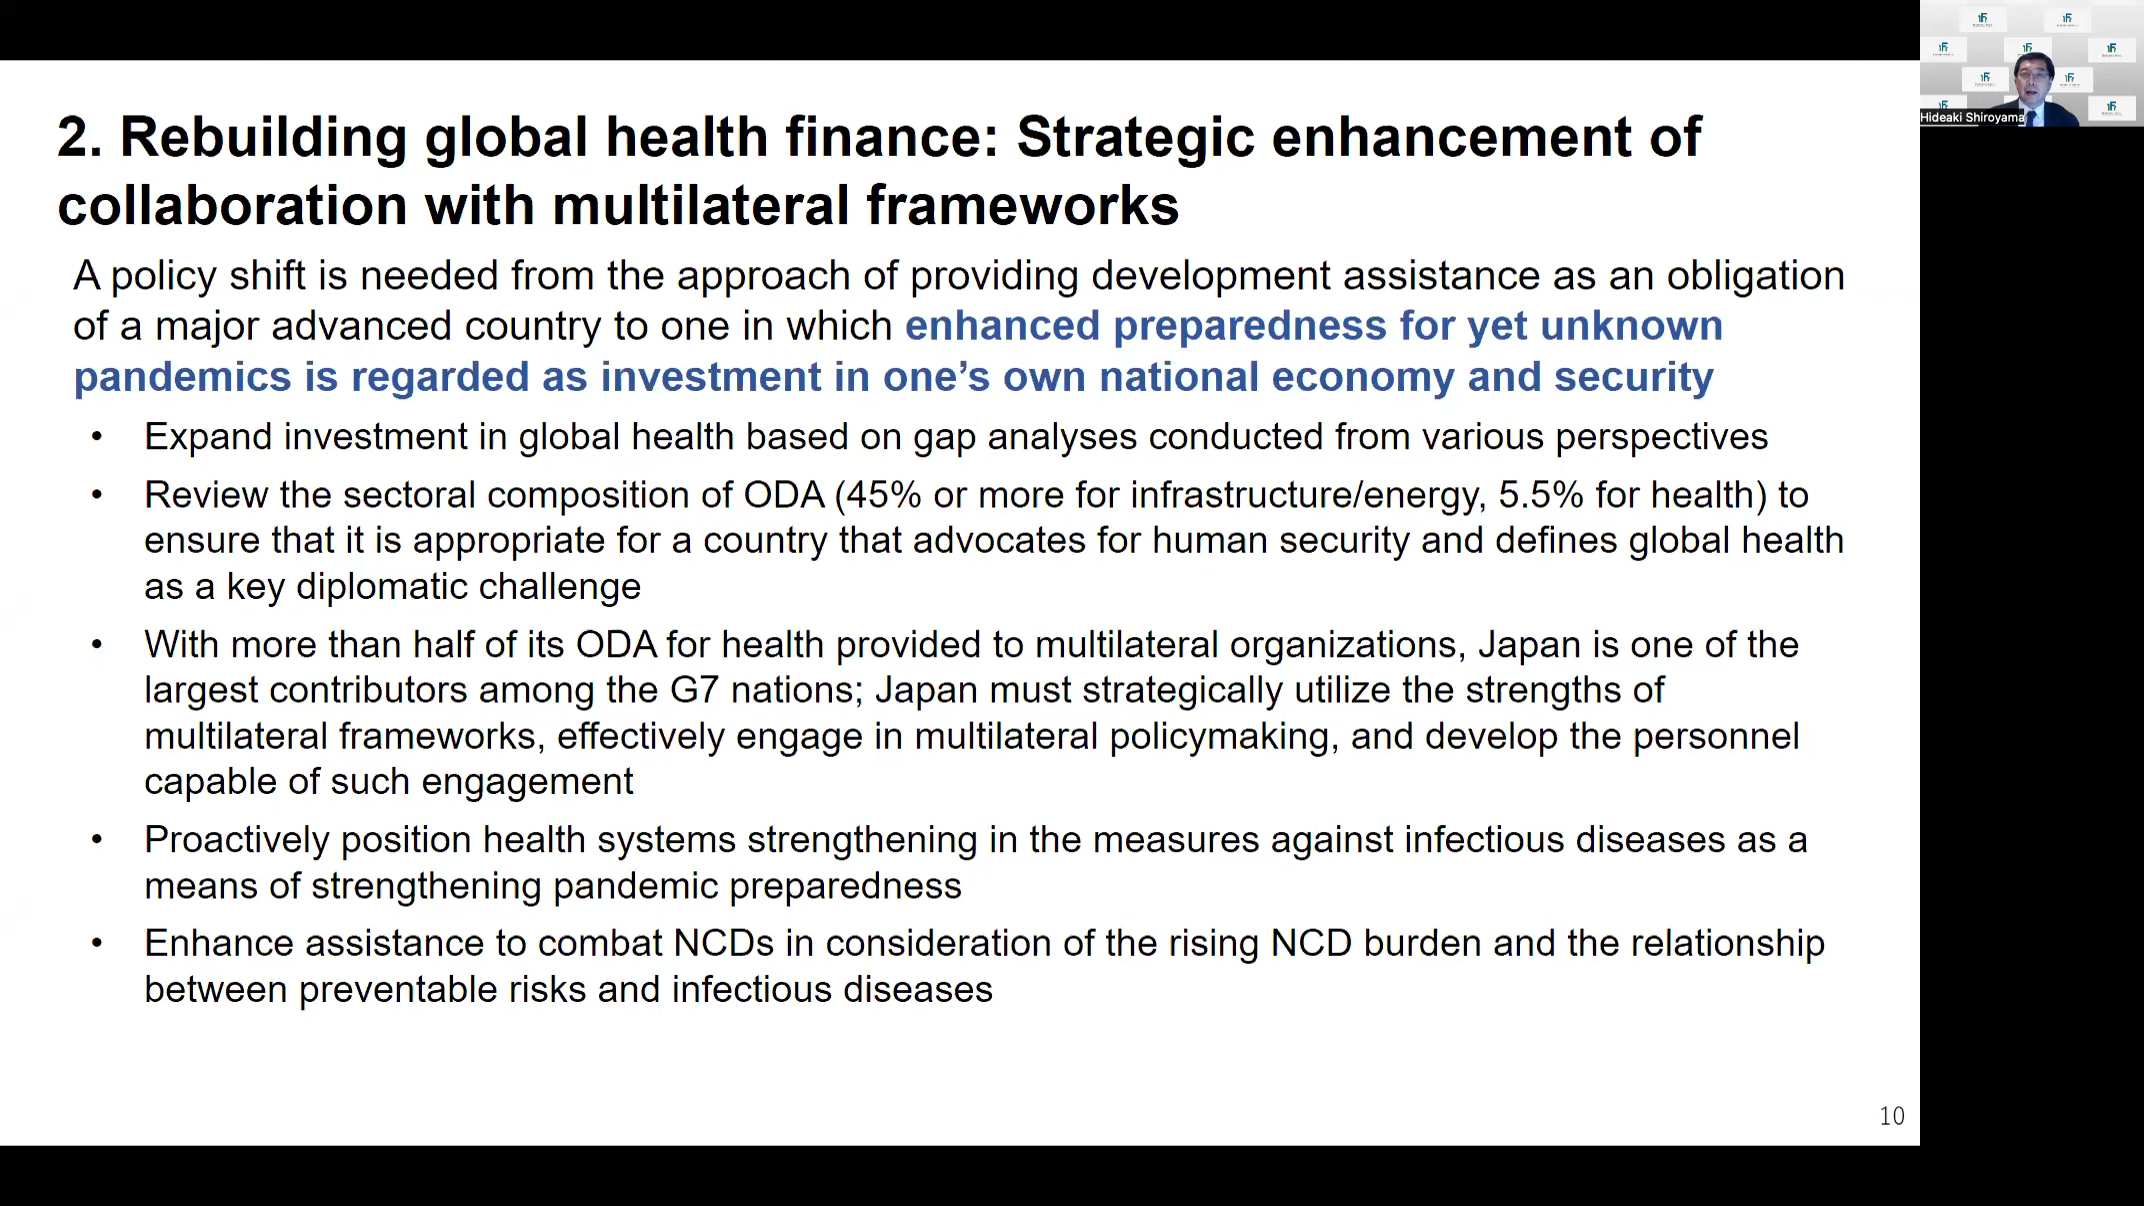 2. Rebuilding global health finance: Strategic enhancement of
collaboration with multilateral frameworks
A policy shift is needed from the approach of providing development assistance as an obligation
of a major advanced country to one in which enhanced preparedness for yet unknown
pandemics is regarded as investment in one’s own national economy and security
• Expand investment in global health based on gap analyses conducted from various perspectives
• Review the sectoral composition of ODA (45% or more for infrastructure/energy, 5.5% for health) to
ensure that it is appropriate for a country that advocates for human security and defines global health
as a key diplomatic challenge
• With more than half of its ODA for health provided to multilateral organizations, Japan is one of the
largest contributors among the G7 nations; Japan must strategically utilize the strengths of
multilateral frameworks, effectively engage in multilateral policymaking, and develop the personnel
capable of such engagement
• Proactively position health systems strengthening in the measures against infectious diseases as a
means of strengthening pandemic preparedness
• Enhance assistance to combat NCDs in consideration of the rising NCD burden and the relationship
between preventable risks and infectious diseases
10
Hideaki Shiroyama